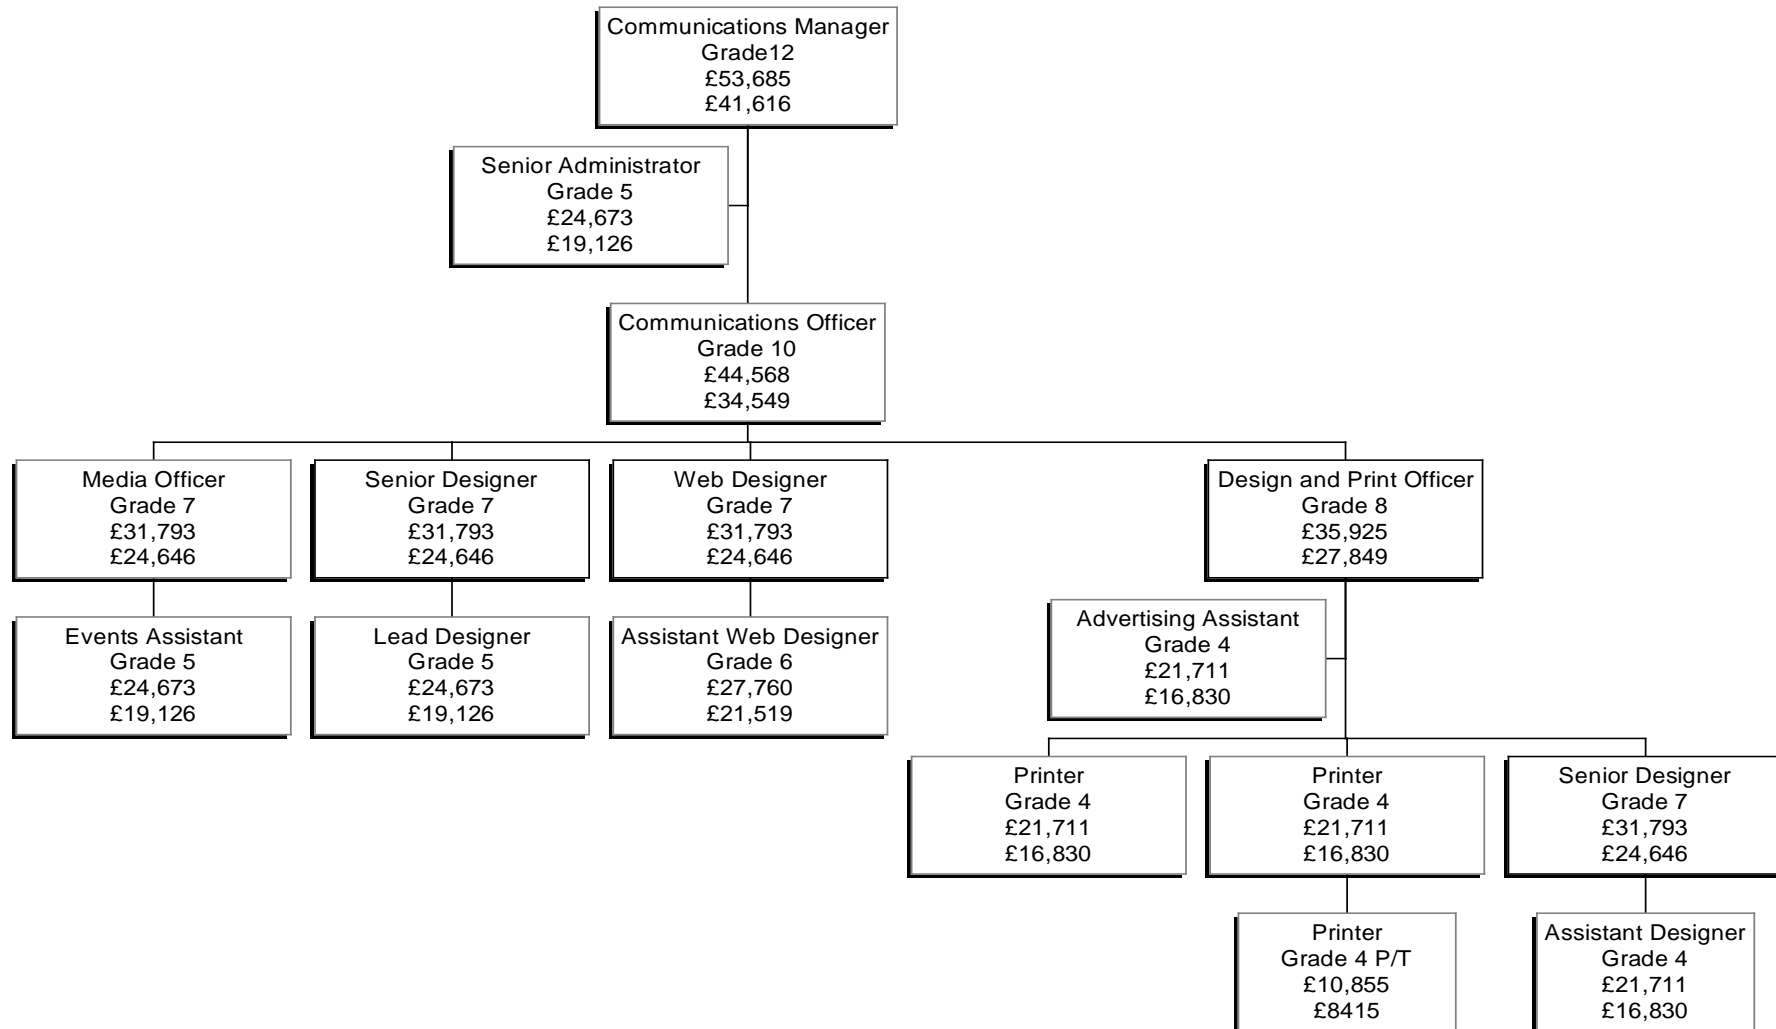 Communications Manager
Grade12
£53,685
£41,616
Senior Administrator
Grade 5
£24,673
£19,126
Communications Officer
Grade 10
£44,568
£34,549
Media Officer
Grade 7
£31,793
£24,646
Senior Designer
Grade 7
£31,793
£24,646
Web Designer
Grade 7
£31,793
£24,646
Design and Print Officer
Grade 8
£35,925
£27,849
Events Assistant
Grade 5
£24,673
£19,126
Lead Designer
Grade 5
£24,673
£19,126
Assistant Web Designer
Grade 6
£27,760
£21,519
Advertising Assistant
Grade 4
£21,711
£16,830
Printer
Grade 4
£21,711
£16,830
Printer
Grade 4
£21,711
£16,830
Senior Designer
Grade 7
£31,793
£24,646
Printer
Grade 4 P/T
£10,855
£8415
Assistant Designer
Grade 4
£21,711
£16,830